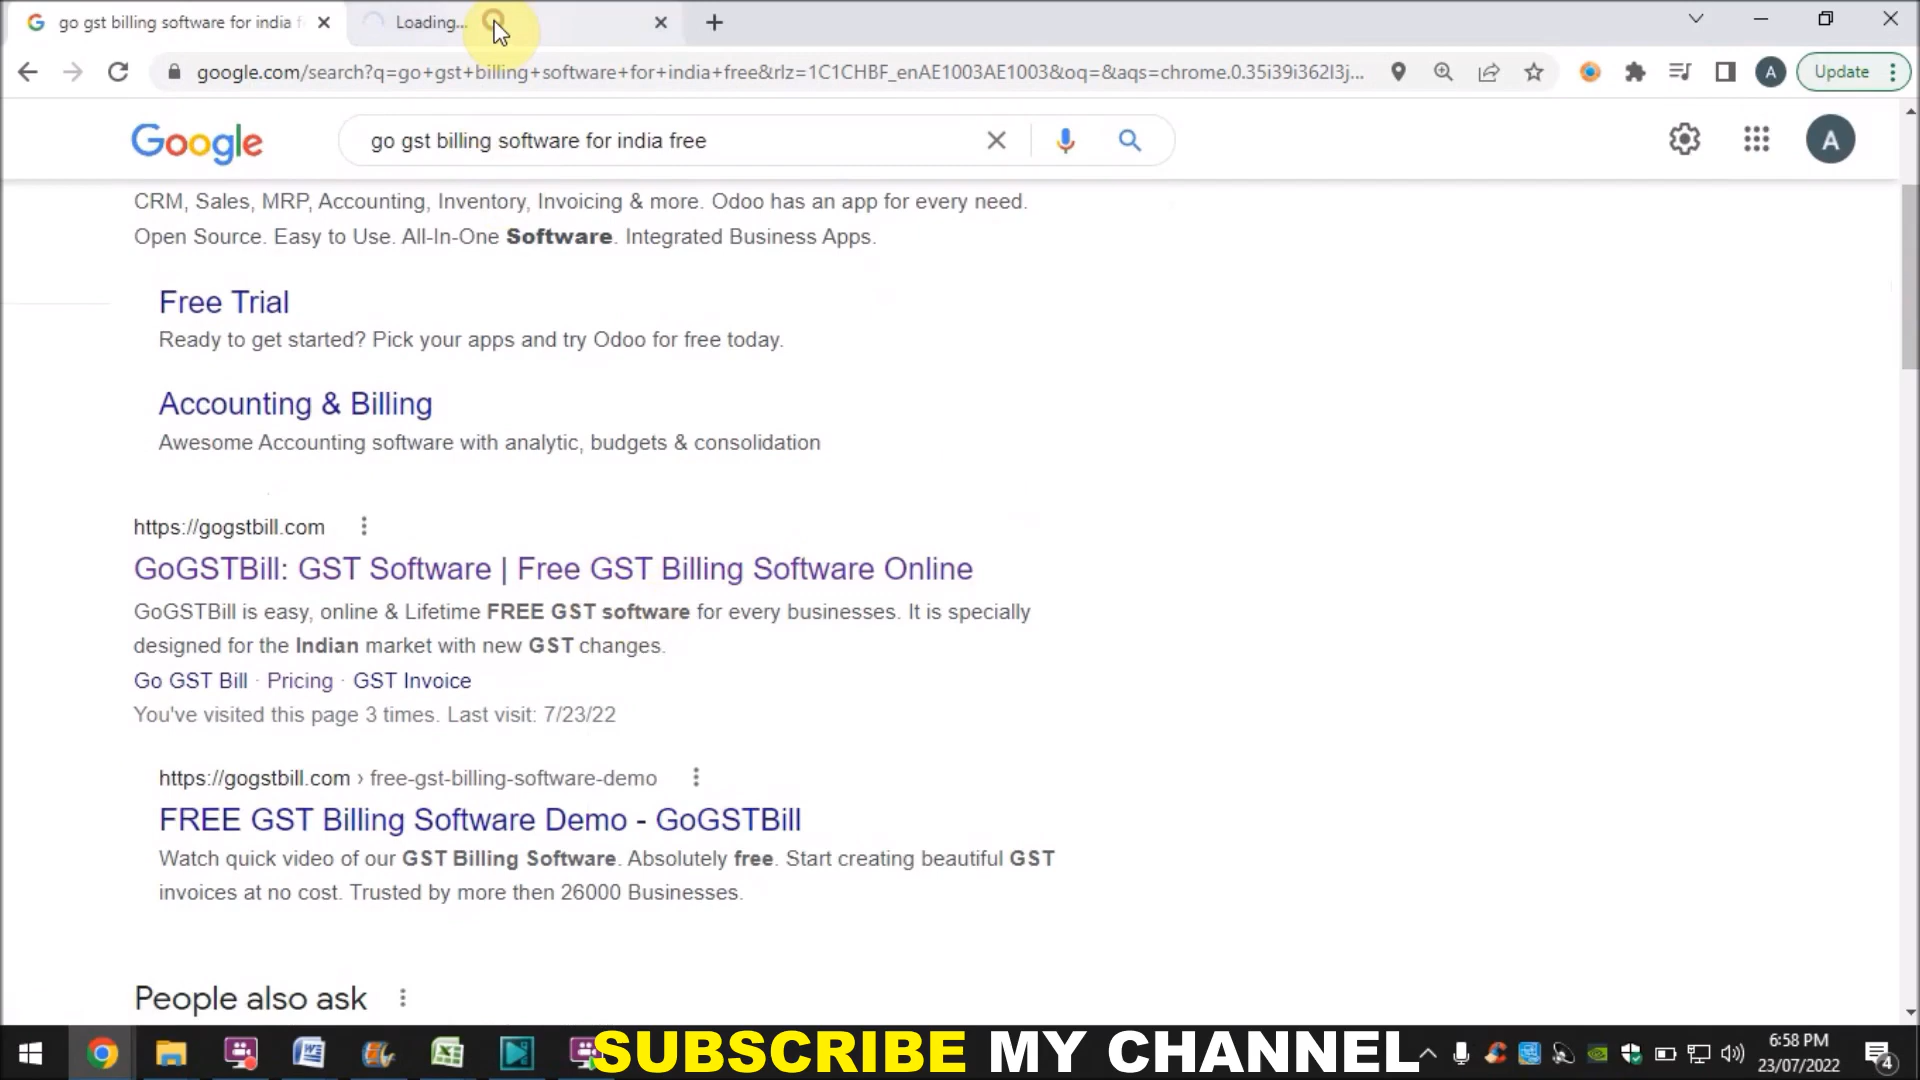 go gst billing software for india f
Loading...
google.com/search?q=go+gst+billing+software+for+india+free&rlz=1C1CHBF_enAE1003AE1003&oq=&aqs=chrome.0.35i39i362l3j...
A
Update
Google
go gst billing software for india free
A
CRM, Sales, MRP, Accounting, Inventory, Invoicing & more. Odoo has an app for every need.
Open Source. Easy to Use. All-In-One Software. Integrated Business Apps.
Free Trial
Ready to get started? Pick your apps and try Odoo for free today.
Accounting & Billing
Awesome Accounting software with analytic, budgets & consolidation
https://gogstbill.com
GoGSTBill: GST Software | Free GST Billing Software Online
GoGSTBill is easy, online & Lifetime FREE GST software for every businesses. It is specially
designed for the Indian market with new GST changes.
Go GST Bill · Pricing · GST Invoice
You've visited this page 3 times. Last visit: 7/23/22
https://gogstbill.com › free-gst-billing-software-demo
FREE GST Billing Software Demo - GoGSTBill
Watch quick video of our GST Billing Software. Absolutely free. Start creating beautiful GST
invoices at no cost. Trusted by more then 26000 Businesses.
People also ask
SUBSCRIBE MY CHANNEL
6:58 PM
23/07/2022
4